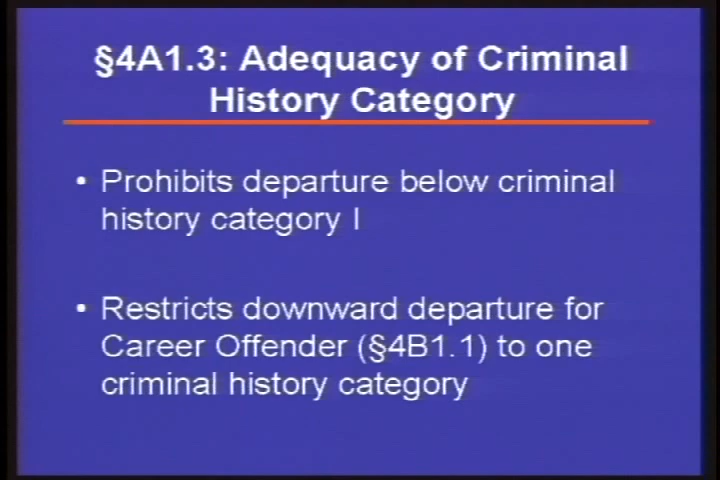 §4A1.3: Adequacy of Criminal
History Category
• Prohibits departure below criminal
history category I
• Restricts downward departure for
Career Offender (§4B1.1) to one
criminal history category